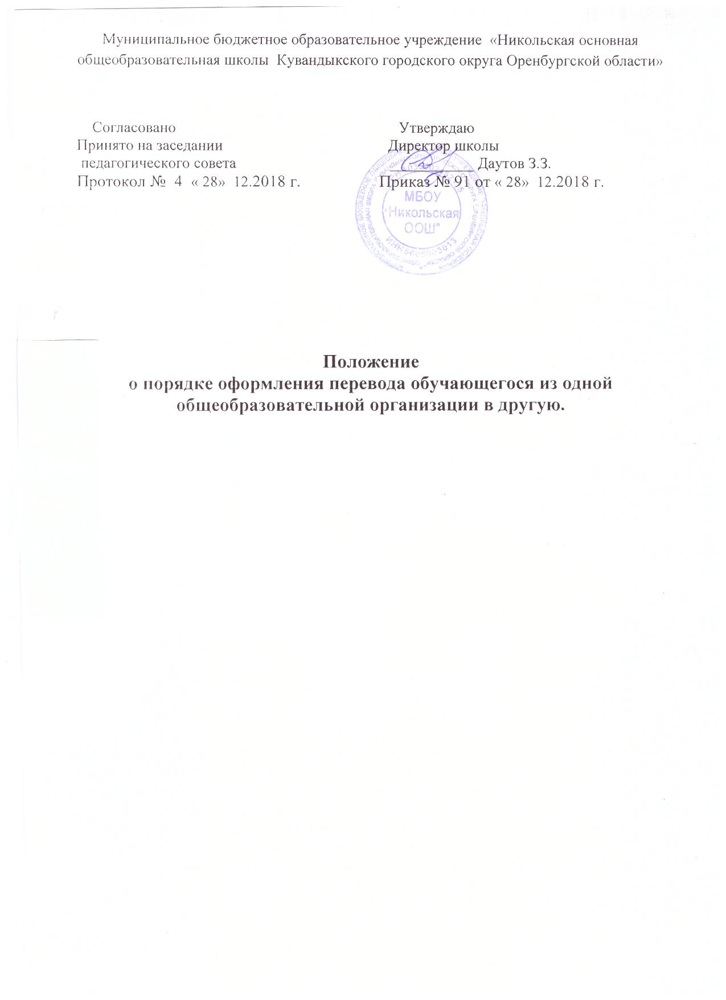 Муниципальное бюджетное образовательное учреждение «Никольская основная
общеобразовательная школы Кувандыкского городского округа Оренбургской области»
Согласовано Утверждаю
Принято на заседании Директор школы
педагогического совета ___________ Даутов З.З.
Протокол № 4 « 28» 12.2018 г. Приказ № 91 от « 28» 12.2018 г.
МБОУ
"Никольская
ООШ"
ИНН 5605003013
Положение
о порядке оформления перевода обучающегося из одной
общеобразовательной организации в другую.